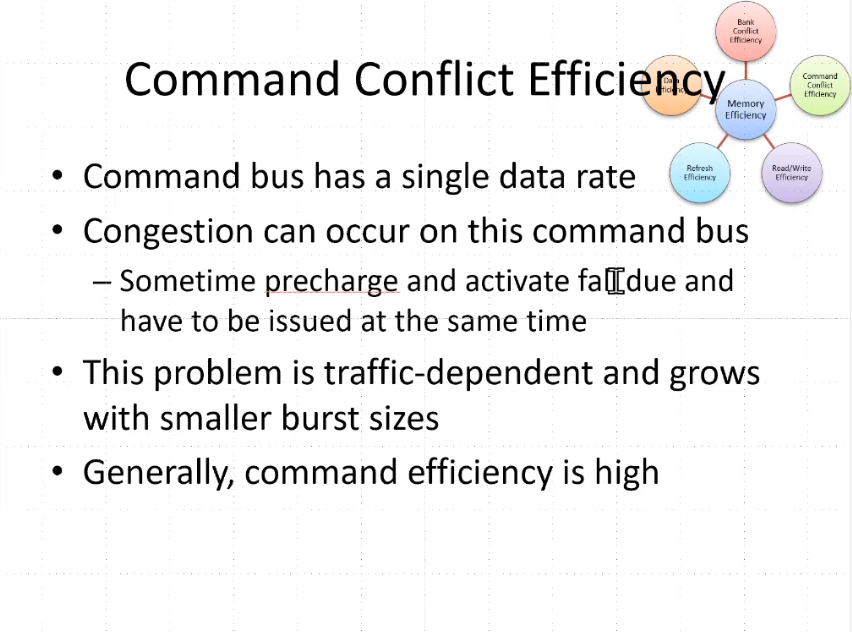 Command Conflict Efficiency
Bank
Conflict
Efficiency
Data
Efficiency
Command
Conflict
Efficiency
Memory
Efficiency
Refresh
Efficiency
Read/Write
Efficiency
• Command bus has a single data rate
• Congestion can occur on this command bus
– Sometime precharge and activate fall due and
have to be issued at the same time
• This problem is traffic-dependent and grows
with smaller burst sizes
• Generally, command efficiency is high